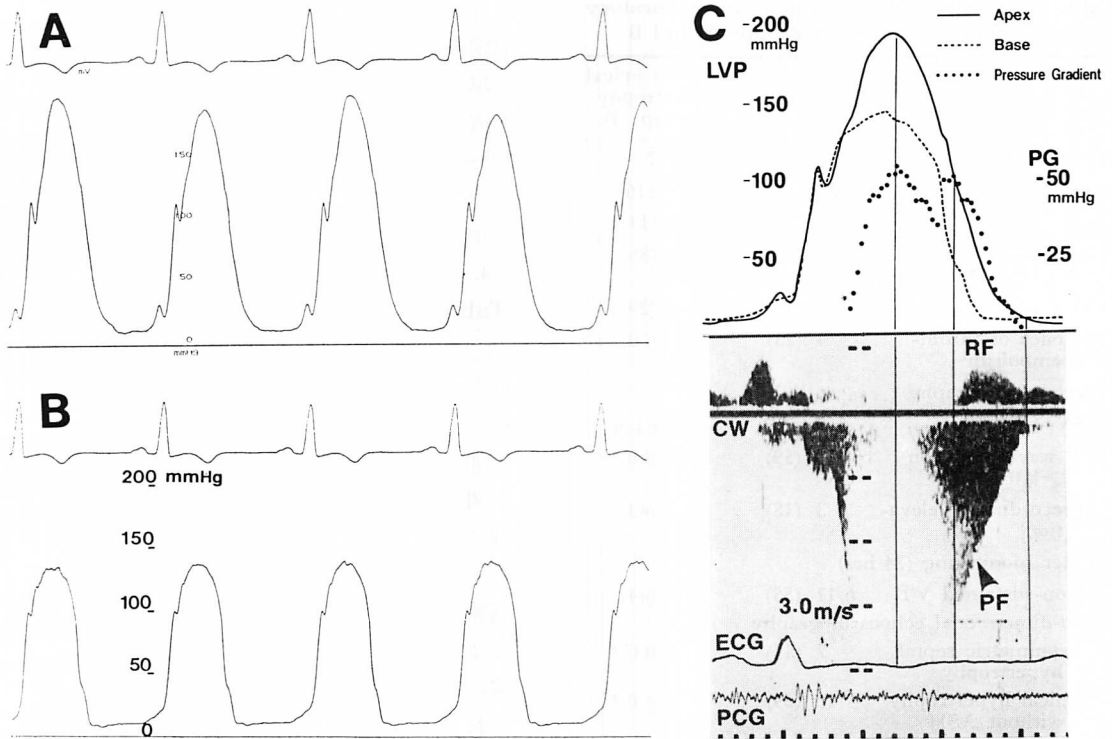 A
mV
150
100
50
0
mmHg
B
200 mmHg
150
100
50
0
C
-200
mmHg
LVP
-150
-100
-50
Apex
Base
Pressure Gradient
PG
-50
mmHg
-25
RF
CW
3.0m/s
PF
ECG
PCG